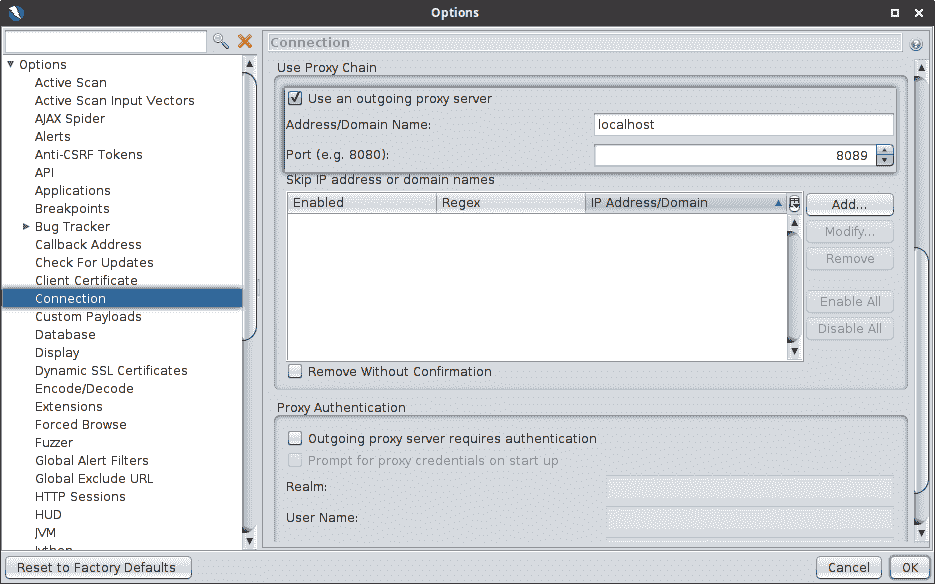 Options
Options
Active Scan
Active Scan Input Vectors
AJAX Spider
Alerts
Anti-CSRF Tokens
API
Applications
Breakpoints
Bug Tracker
Callback Address
Check For Updates
Client Certificate
Connection
Custom Payloads
Database
Display
Dynamic SSL Certificates
Encode/Decode
Extensions
Forced Browse
Fuzzer
Global Alert Filters
Global Exclude URL
HTTP Sessions
HUD
JVM
Jython
Connection
Use Proxy Chain
Use an outgoing proxy server
Address/Domain Name: localhost
Port (e.g. 8080): 8089
Skip IP address or domain names
Enabled Regex IP Address/Domain
Add...
Modify...
Remove
Enable All
Disable All
Remove Without Confirmation
Proxy Authentication
Outgoing proxy server requires authentication
Prompt for proxy credentials on start up
Realm:
User Name:
Reset to Factory Defaults Cancel OK